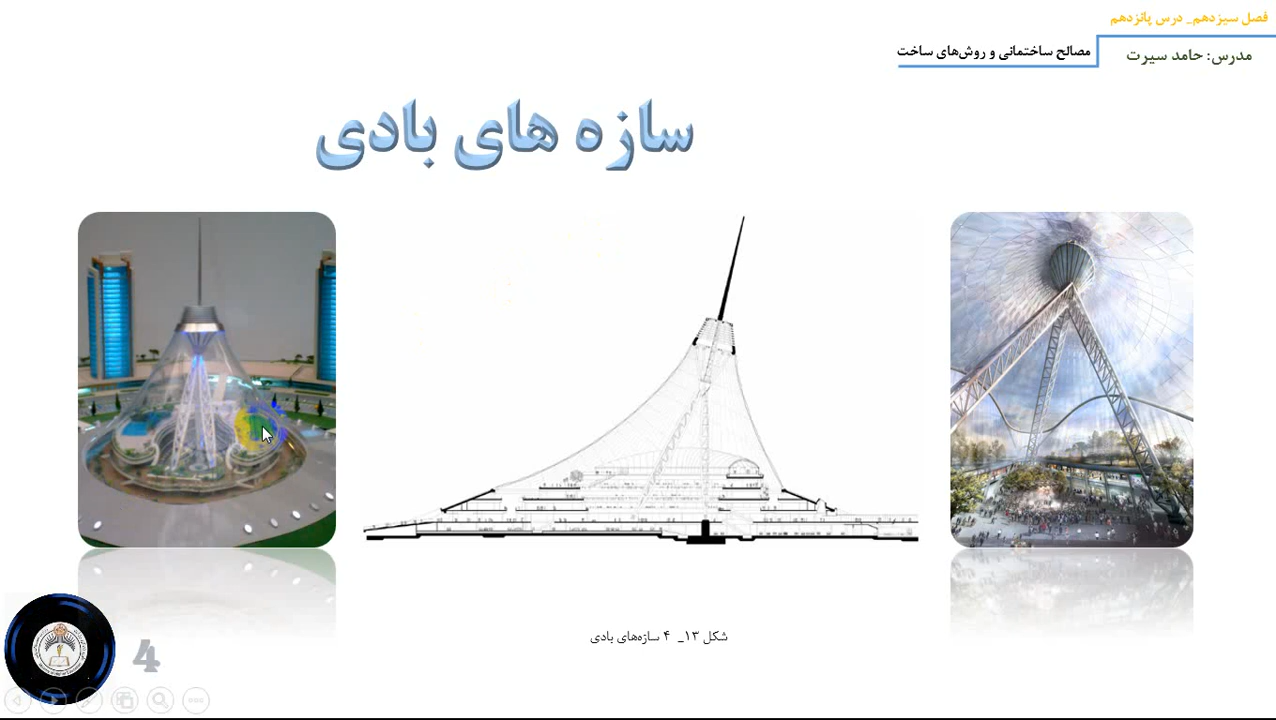 فصل سیزدهم_ درس پانزدهم
مدرس: حامد سیرت
مصالح ساختمانی و روش‌های ساخت
سازه های بادی
شکل ۱۳_ ۴ سازه‌های بادی
4